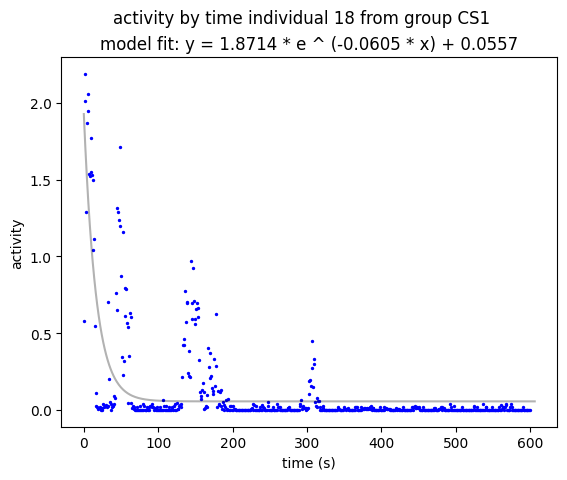 activity by time individual 18 from group CS1
model fit: y = 1.8714 * e ^ (-0.0605 * x) + 0.0557
2.0
1.5
1.0
0.5
0.0
activity
0 100 200 300 400 500 600
time (s)